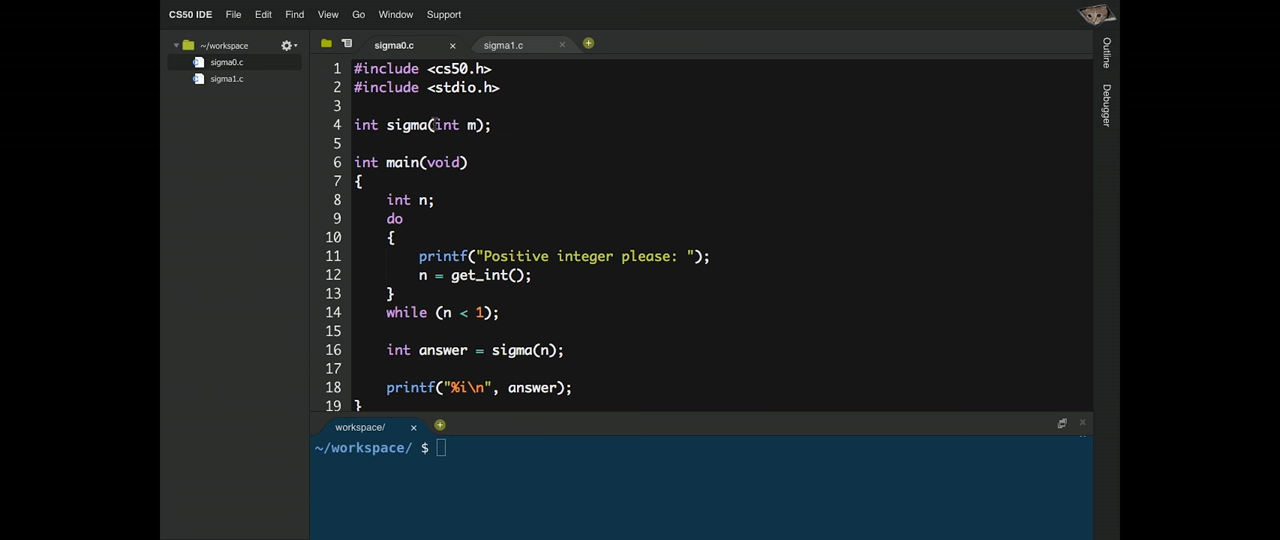 CS50 IDE File Edit Find View Go Window Support
~/workspace
sigma0.c
sigma1.c
sigma0.c × sigma1.c ×
Outline
Debugger
1 #include <cs50.h>
2 #include <stdio.h>
3
4 int sigma(int m);
5
6 int main(void)
7 {
8 int n;
9 do
10 {
11 printf("Positive integer please: ");
12 n = get_int();
13 }
14 while (n < 1);
15
16 int answer = sigma(n);
17
18 printf("%i\n", answer);
19 }
workspace/ ×
~/workspace/ $